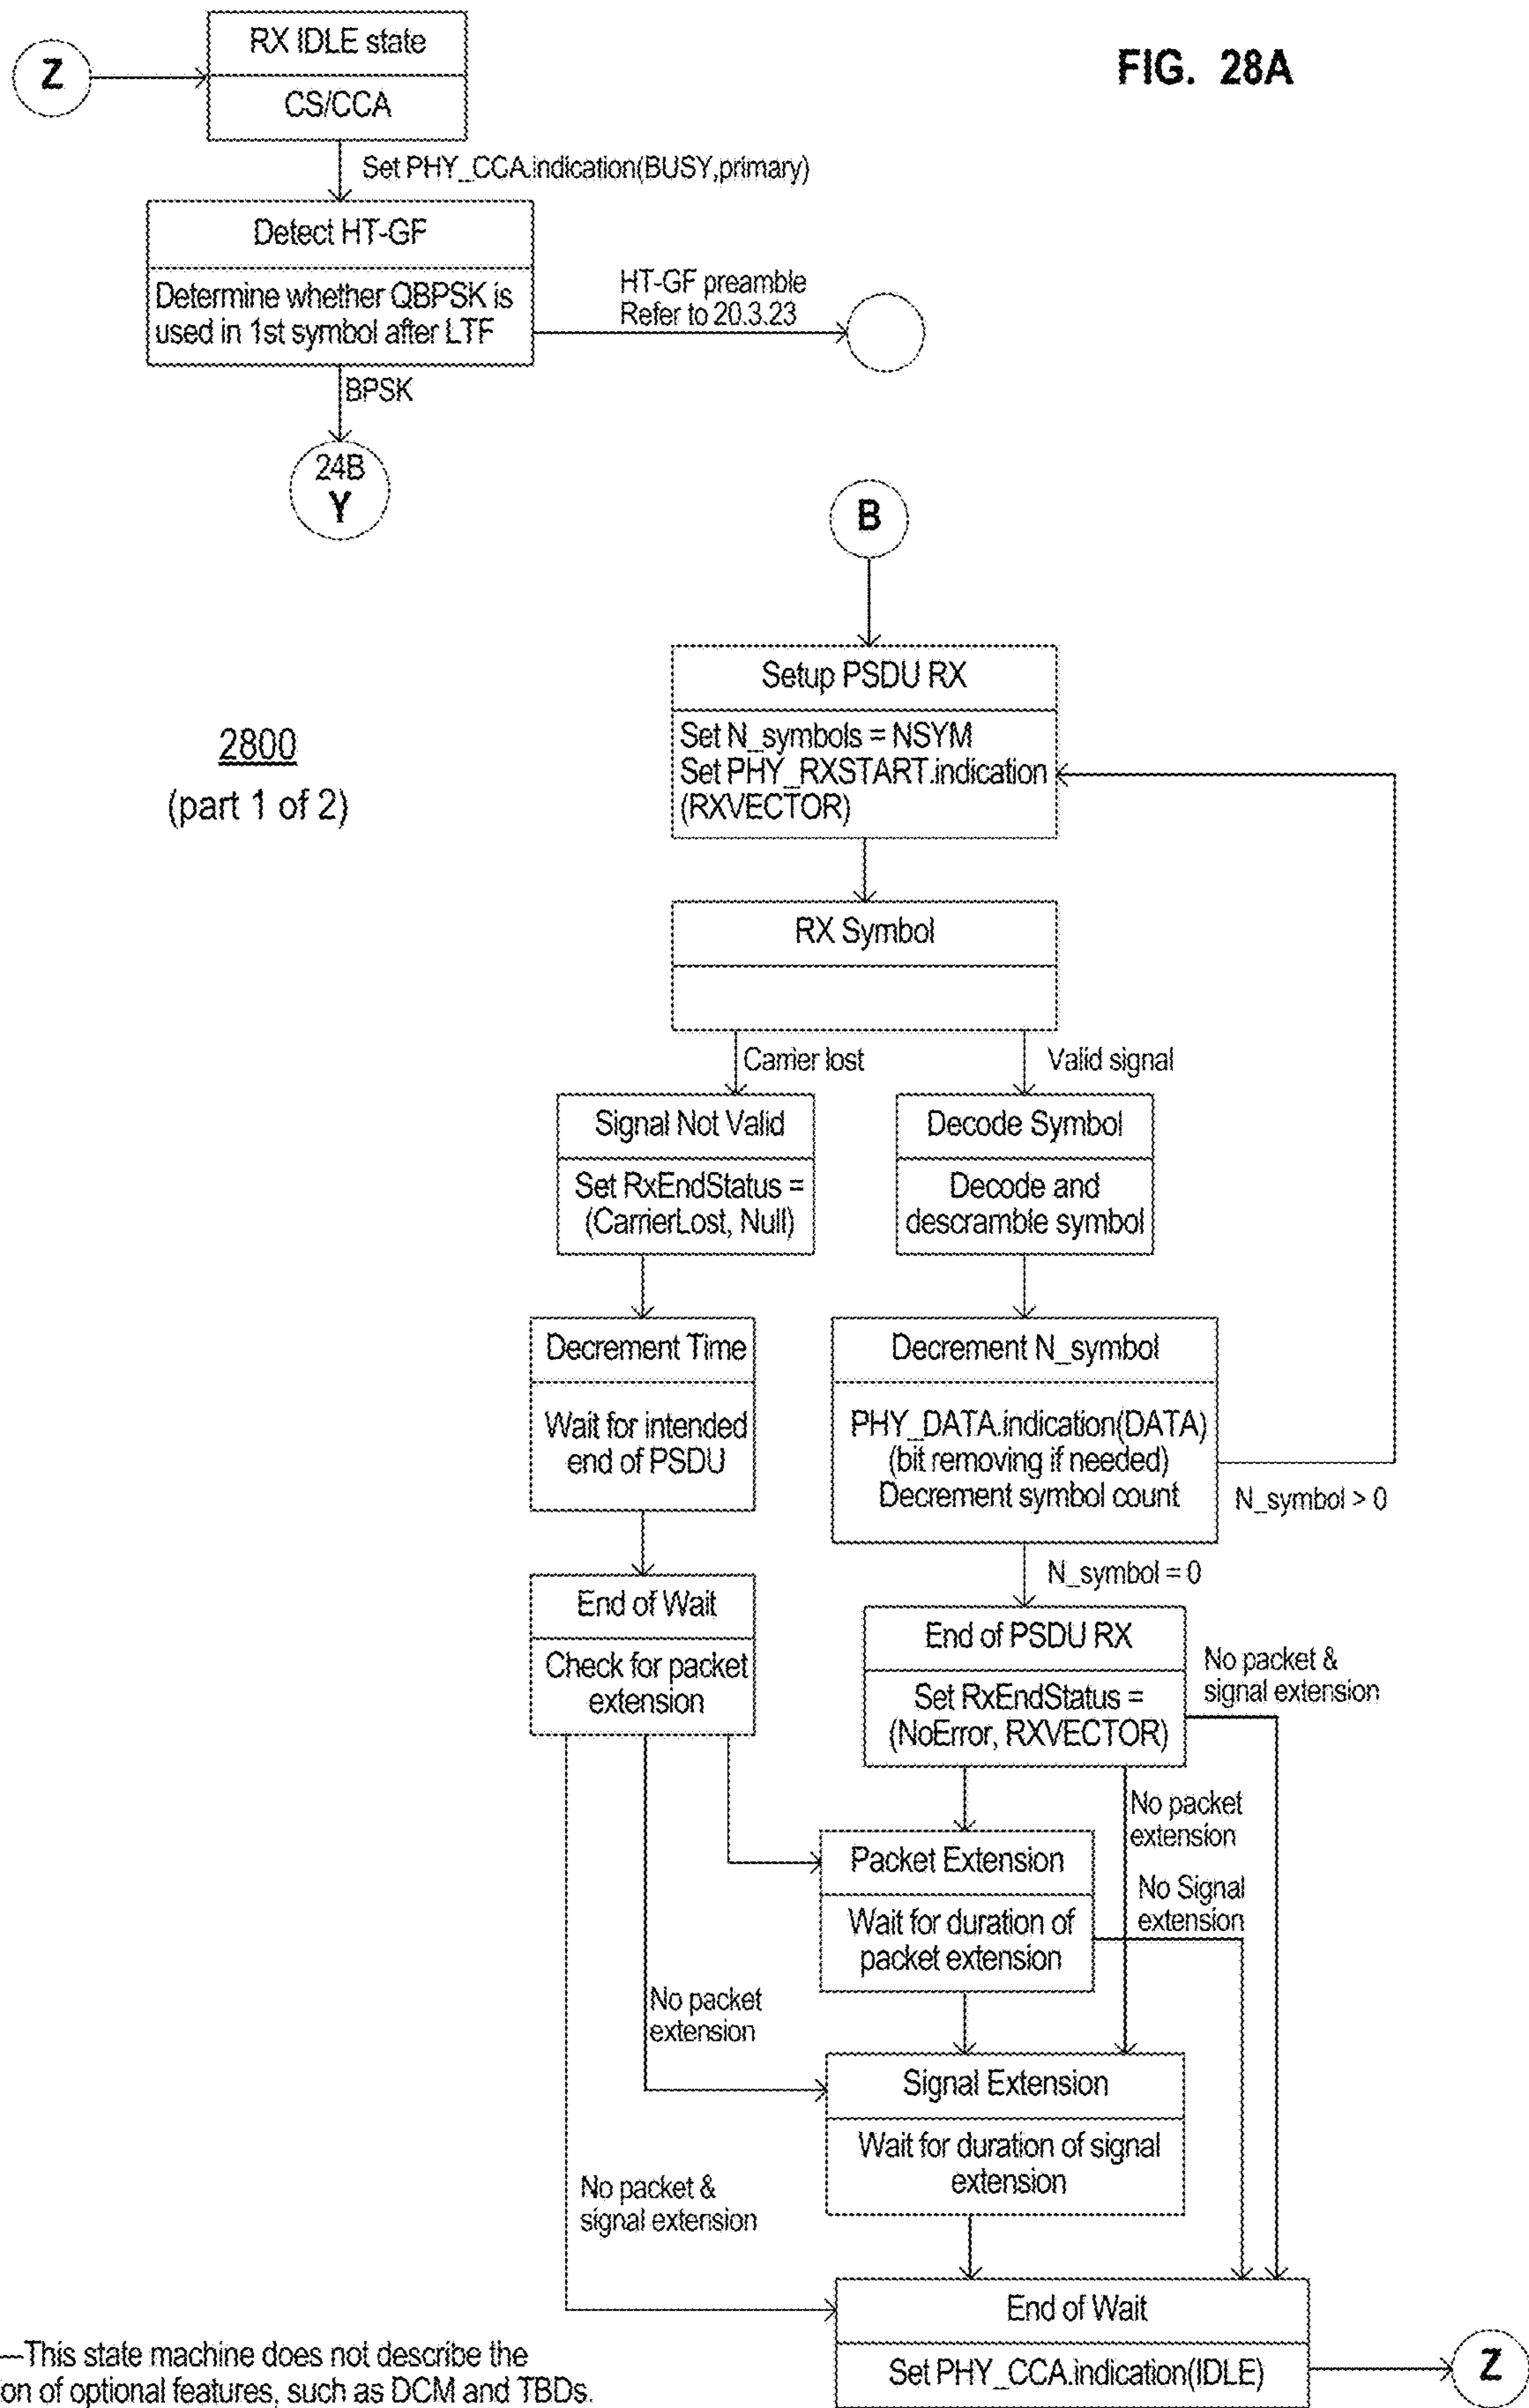 FIG. 28A
Z
RX IDLE state
CS/CCA
Set PHY_CCA.indication(BUSY,primary)
Detect HT-GF
Determine whether QBPSK is
used in 1st symbol after LTF
HT-GF preamble
Refer to 20.3.23
BPSK
24B
Y
B
2800
(part 1 of 2)
Setup PSDU RX
Set N_symbols = NSYM
Set PHY_RXSTART.indication
(RXVECTOR)
RX Symbol
Carrier lost
Valid signal
Signal Not Valid
Set RxEndStatus =
(CarrierLost, Null)
Decode Symbol
Decode and
descramble symbol
Decrement Time
Wait for intended
end of PSDU
Decrement N_symbol
PHY_DATA.indication(DATA)
(bit removing if needed)
Decrement symbol count
N_symbol > 0
N_symbol = 0
End of Wait
Check for packet
extension
End of PSDU RX
Set RxEndStatus =
(NoError, RXVECTOR)
No packet &
signal extension
No packet
extension
Packet Extension
Wait for duration of
packet extension
No Signal
extension
No packet
extension
Signal Extension
Wait for duration of signal
extension
No packet &
signal extension
End of Wait
Set PHY_CCA.indication(IDLE)
Z
—This state machine does not describe the
on of optional features, such as DCM and TBDs.